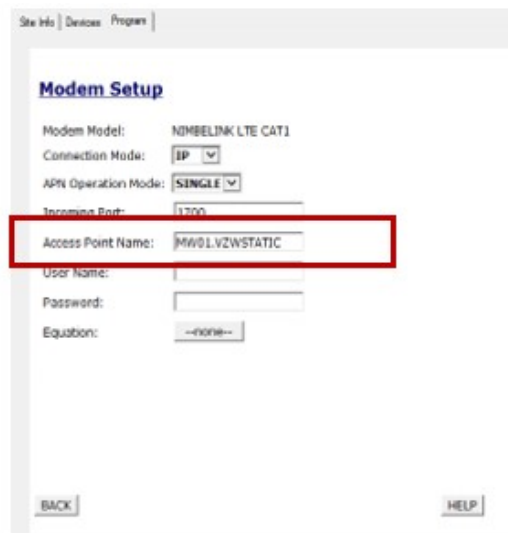 Site Info | Devices Program |
Modem Setup
Modem Model: NIMBELINK LTE CAT1
Connection Mode: IP
APN Operation Mode: SINGLE
Incoming Port: 1700
Access Point Name: MW01.VZWSTATIC
User Name:
Password:
Equation: --none--
BACK HELP